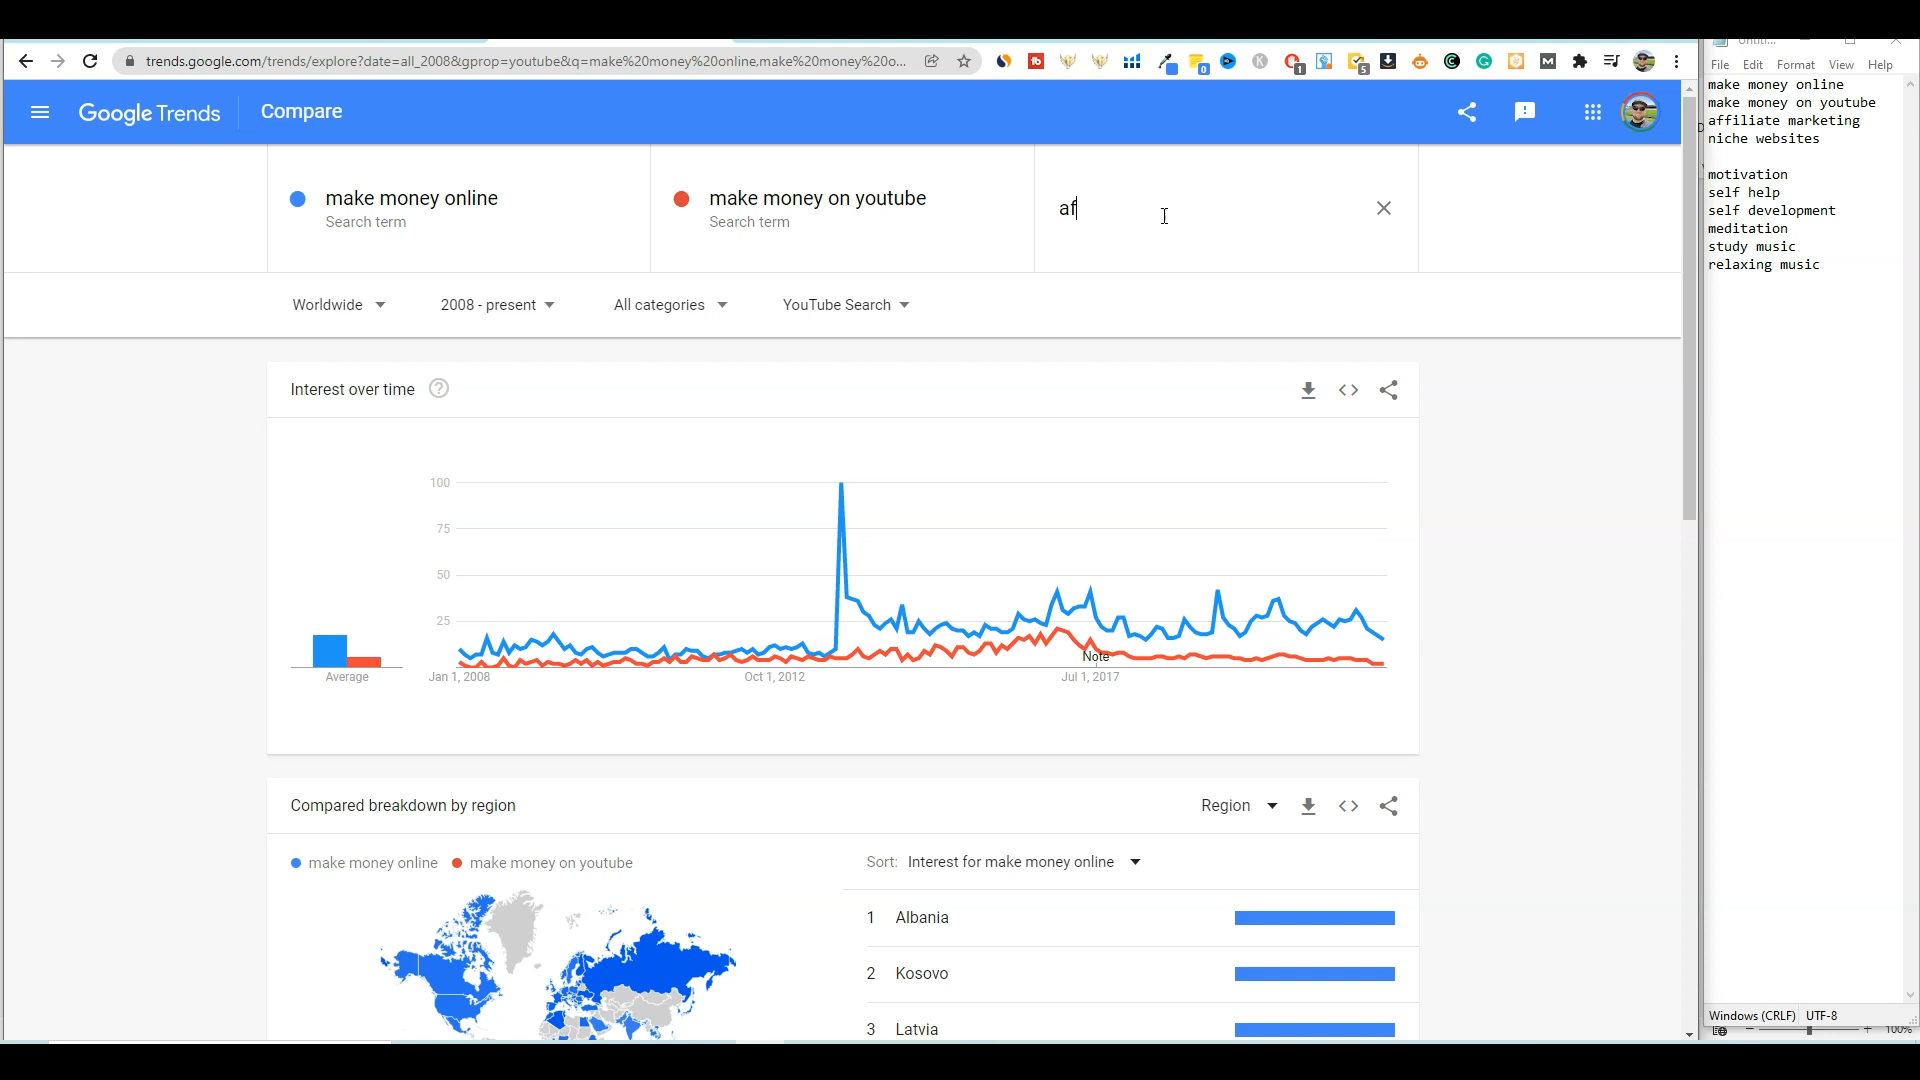 trends.google.com/trends/explore?date=all_2008&gprop=youtube&q=make%20money%20online,make%20money%20o...
0
1
5
Google Trends
Compare
make money online
Search term
make money on youtube
Search term
af
Worldwide
2008 - present
All categories
YouTube Search
Interest over time
100
75
50
25
Note
Average
Jan 1, 2008
Oct 1, 2012
Jul 1, 2017
Compared breakdown by region
Region
make money online
make money on youtube
Sort: Interest for make money online
1 Albania
2 Kosovo
3 Latvia
File Edit Format View Help
make money online
make money on youtube
affiliate marketing
niche websites
motivation
self help
self development
meditation
study music
relaxing music
Windows (CRLF) UTF-8
100%